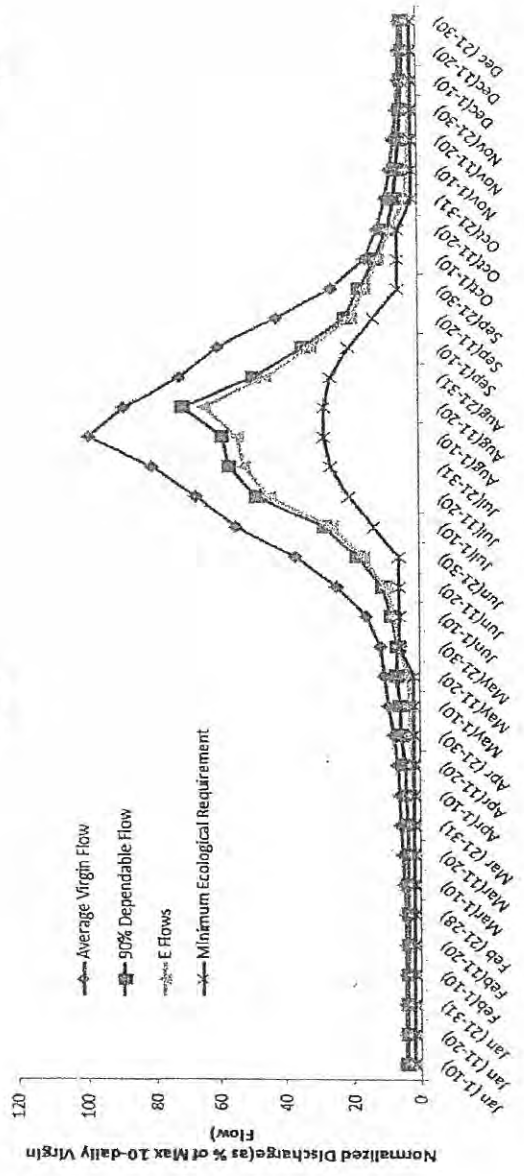 Normalized Discharge(as % of Max 10-daily Virgin
Flow)
120
100
80
60
40
20
0
Average Virgin Flow
90% Dependable Flow
E Flows
Minimum Ecological Requirement
Jan (1-10)
Jan (11-20)
Jan (21-31)
Feb(1-10)
Feb(11-20)
Feb (21-28)
Mar(1-10)
Mar(11-20)
Mar (21-31)
Apr(1-10)
Apr(11-20)
Apr (21-30)
May(1-10)
May(11-20)
May(21-30)
Jun(1-10)
Jun(11-20)
Jun(21-30)
Jul(1-10)
Jul(11-20)
Jul(21-31)
Aug(1-10)
Aug(11-20)
Aug(21-31)
Sep(1-10)
Sep(11-20)
Sep(21-30)
Oct(1-10)
Oct(11-20)
Oct(21-31)
Nov(1-10)
Nov(11-20)
Nov(21-30)
Dec(1-10)
Dec(11-20)
Dec (21-30)